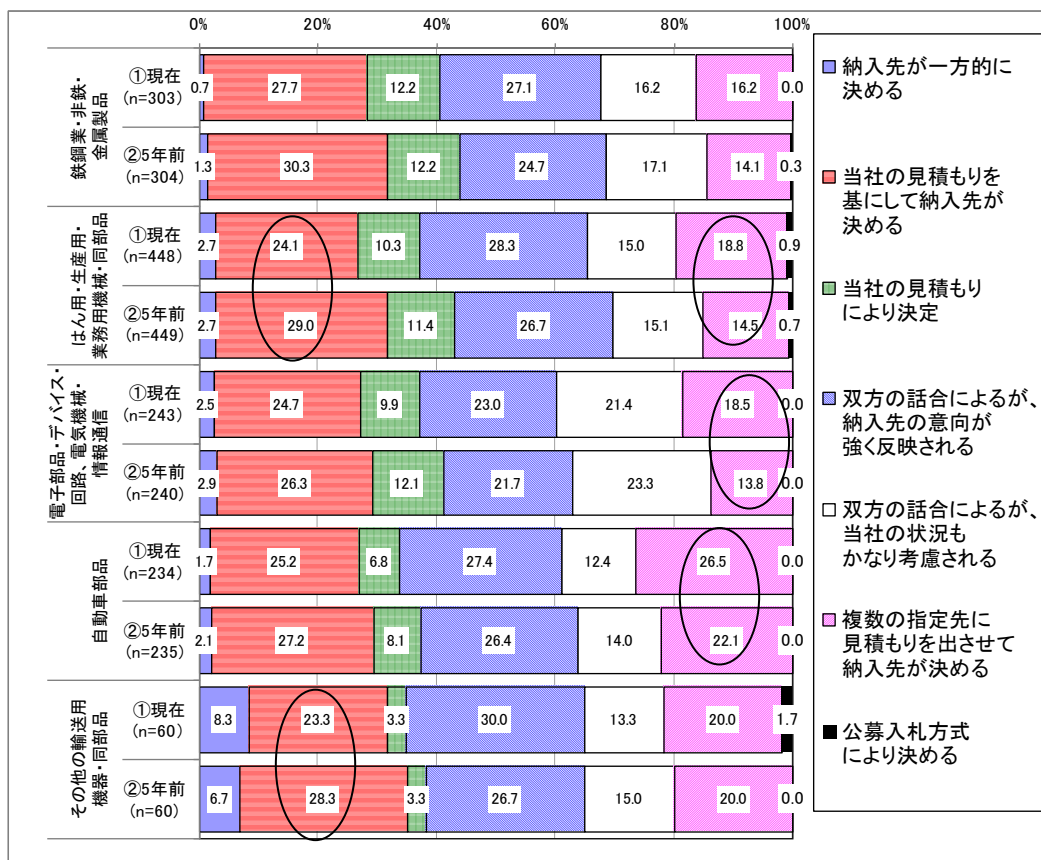 0% 20% 40% 60% 80% 100%
鉄鋼業・非鉄・
金属製品
①現在
(n=303)
0.7 27.7 12.2 27.1 16.2 16.2 0.0
②5年前
(n=304)
1.3 30.3 12.2 24.7 17.1 14.1 0.3
はん用・生産用・
業務用機械・同部品
①現在
(n=448)
2.7 24.1 10.3 28.3 15.0 18.8 0.9
②5年前
(n=449)
2.7 29.0 11.4 26.7 15.1 14.5 0.7
電子部品・デバイス・
回路、電気機械・
情報通信
①現在
(n=243)
2.5 24.7 9.9 23.0 21.4 18.5 0.0
②5年前
(n=240)
2.9 26.3 12.1 21.7 23.3 13.8 0.0
自動車部品
①現在
(n=234)
1.7 25.2 6.8 27.4 12.4 26.5 0.0
②5年前
(n=235)
2.1 27.2 8.1 26.4 14.0 22.1 0.0
その他の輸送用
機器・同部品
①現在
(n=60)
8.3 23.3 3.3 30.0 13.3 20.0 1.7
②5年前
(n=60)
6.7 28.3 3.3 26.7 15.0 20.0 0.0
納入先が一方的に
決める
当社の見積もりを
基にして納入先が
決める
当社の見積もり
により決定
双方の話合によるが、
納入先の意向が
強く反映される
双方の話合によるが、
当社の状況も
かなり考慮される
複数の指定先に
見積もりを出させて
納入先が決める
公募入札方式
により決める